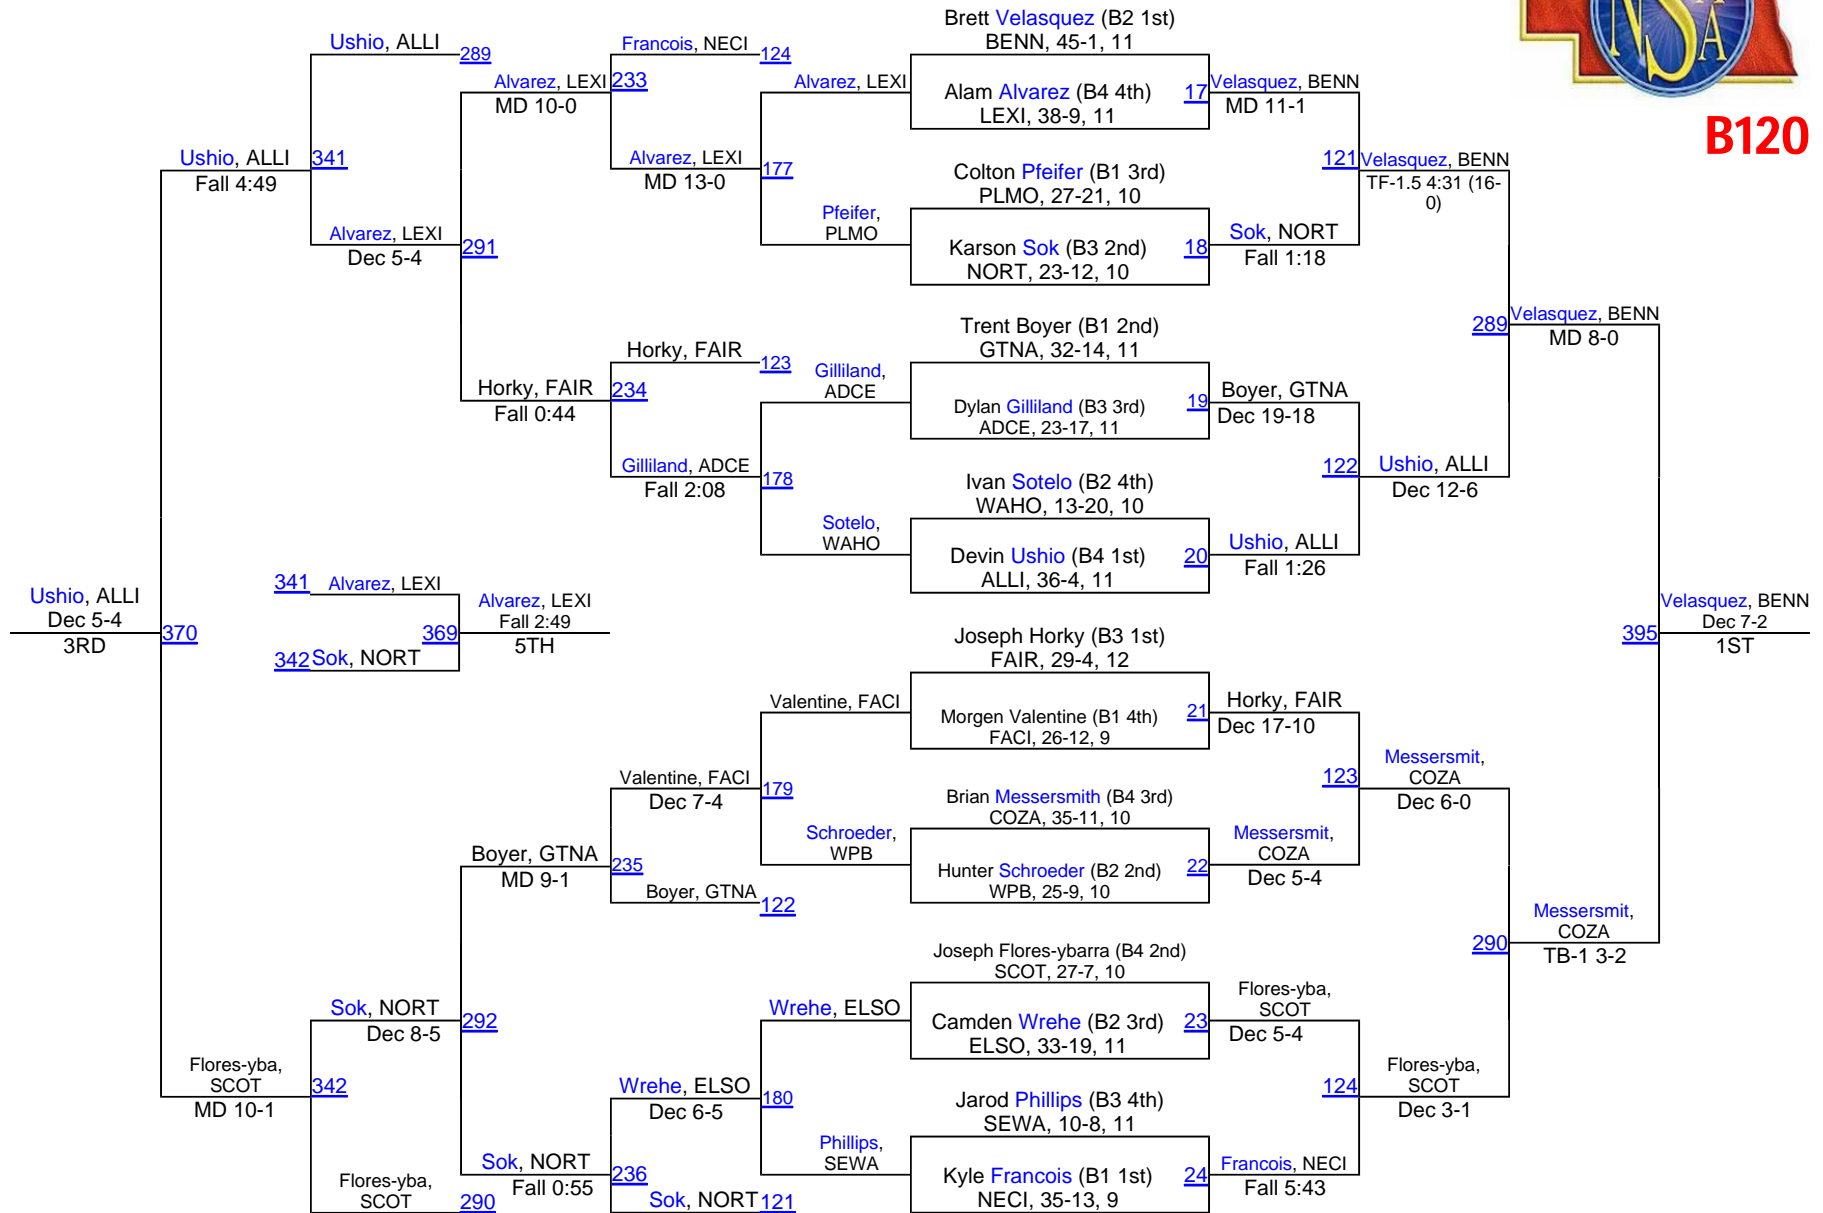 NSAA
B120
Brett Velasquez (B2 1st)
BENN, 45-1, 11
Alam Alvarez (B4 4th)
LEXI, 38-9, 11
17
Colton Pfeifer (B1 3rd)
PLMO, 27-21, 10
Karson Sok (B3 2nd)
NORT, 23-12, 10
18
Trent Boyer (B1 2nd)
GTNA, 32-14, 11
Dylan Gilliland (B3 3rd)
ADCE, 23-17, 11
19
Ivan Sotelo (B2 4th)
WAHO, 13-20, 10
Devin Ushio (B4 1st)
ALLI, 36-4, 11
20
Joseph Horky (B3 1st)
FAIR, 29-4, 12
Morgen Valentine (B1 4th)
FACI, 26-12, 9
21
Brian Messersmith (B4 3rd)
COZA, 35-11, 10
Hunter Schroeder (B2 2nd)
WPB, 25-9, 10
22
Joseph Flores-ybarra (B4 2nd)
SCOT, 27-7, 10
Camden Wrehe (B2 3rd)
ELSO, 33-19, 11
23
Jarod Phillips (B3 4th)
SEWA, 10-8, 11
Kyle Francois (B1 1st)
NECI, 35-13, 9
24
Velasquez, BENN
MD 11-1
Sok, NORT
Fall 1:18
Boyer, GTNA
Dec 19-18
Ushio, ALLI
Fall 1:26
Horky, FAIR
Dec 17-10
Messersmit,
COZA
Dec 5-4
Flores-yba,
SCOT
Dec 5-4
Francois, NECI
Fall 5:43
121
Velasquez, BENN
TF-1.5 4:31 (16-
0)
122
Ushio, ALLI
Dec 12-6
123
Messersmit,
COZA
Dec 6-0
124
Flores-yba,
SCOT
Dec 3-1
289
Velasquez, BENN
MD 8-0
290
Messersmit,
COZA
TB-1 3-2
395
Velasquez, BENN
Dec 7-2
1ST
Alvarez, LEXI
Pfeifer,
PLMO
177
Gilliland,
ADCE
Sotelo,
WAHO
178
Valentine, FACI
Schroeder,
WPB
179
Wrehe, ELSO
Phillips,
SEWA
180
Francois, NECI
124
Alvarez, LEXI
MD 13-0
233
Horky, FAIR
123
Gilliland, ADCE
Fall 2:08
234
Valentine, FACI
Dec 7-4
235
Boyer, GTNA
122
Wrehe, ELSO
Dec 6-5
236
Sok, NORT
121
Alvarez, LEXI
MD 10-0
Horky, FAIR
Fall 0:44
291
Boyer, GTNA
MD 9-1
Sok, NORT
Fall 0:55
292
Ushio, ALLI
289
Alvarez, LEXI
Dec 5-4
341
Sok, NORT
Dec 8-5
342
Flores-yba,
SCOT
290
Ushio, ALLI
Fall 4:49
Flores-yba,
SCOT
MD 10-1
370
Ushio, ALLI
Dec 5-4
3RD
341
Alvarez, LEXI
342
Sok, NORT
369
Alvarez, LEXI
Fall 2:49
5TH